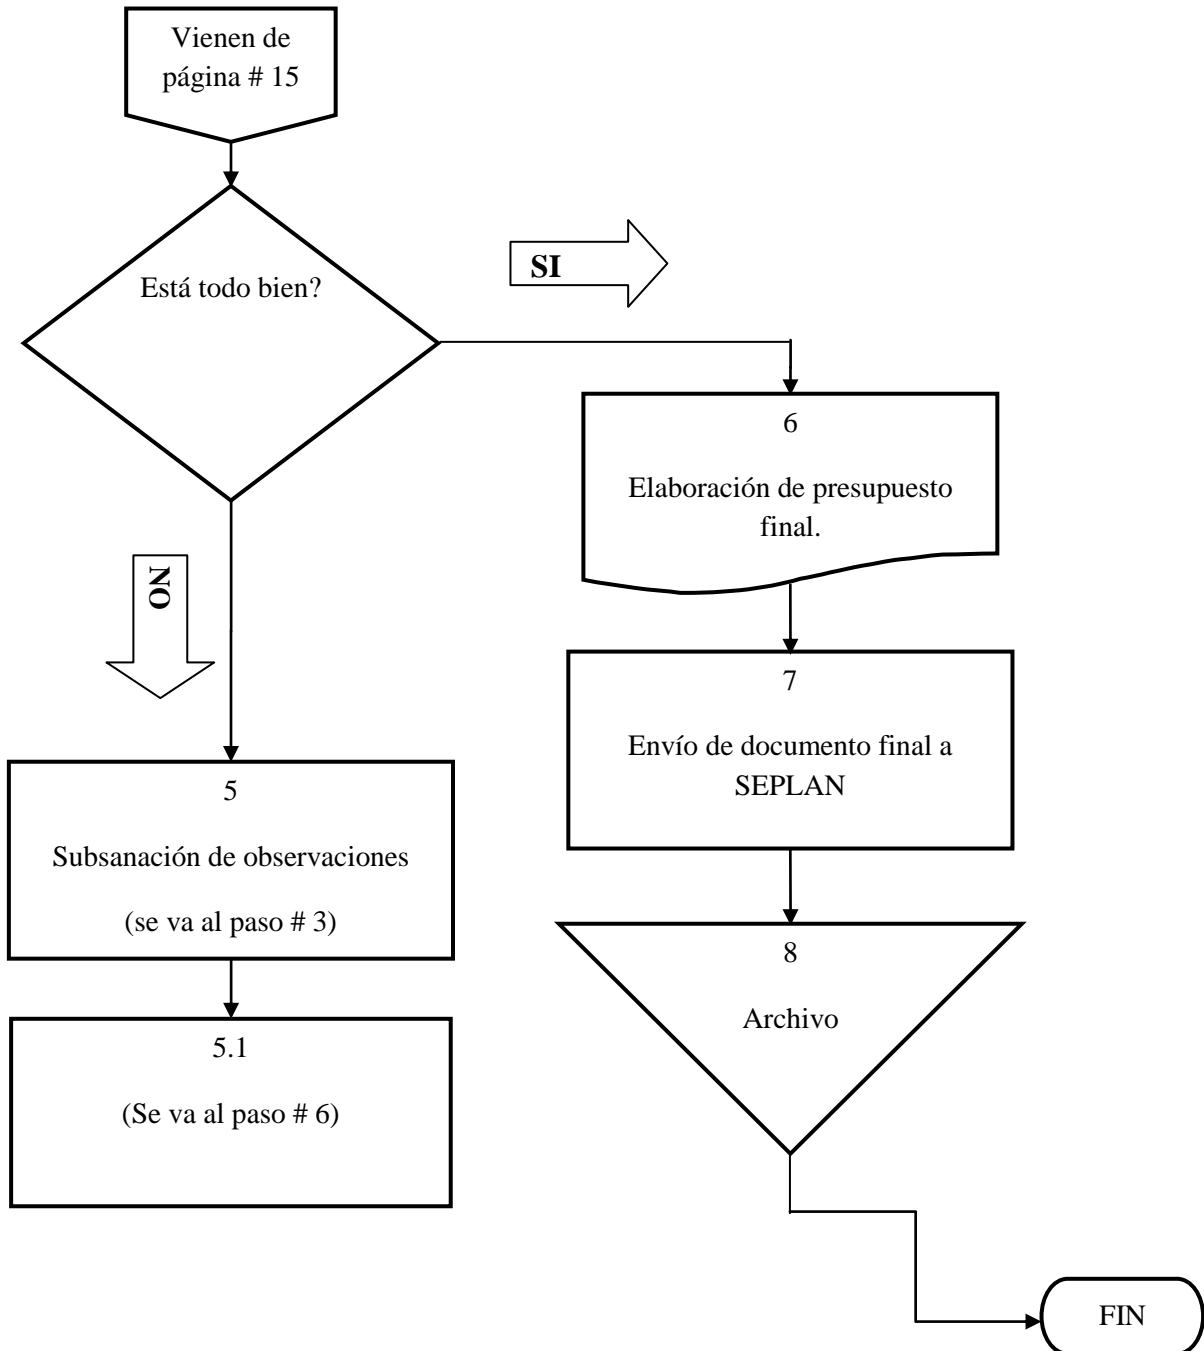 Vienen de
página # 15
Está todo bien?
SI
6
Elaboración de presupuesto
final.
NO
7
Envío de documento final a
SEPLAN
5
Subsanación de observaciones
(se va al paso # 3)
8
Archivo
5.1
(Se va al paso # 6)
FIN